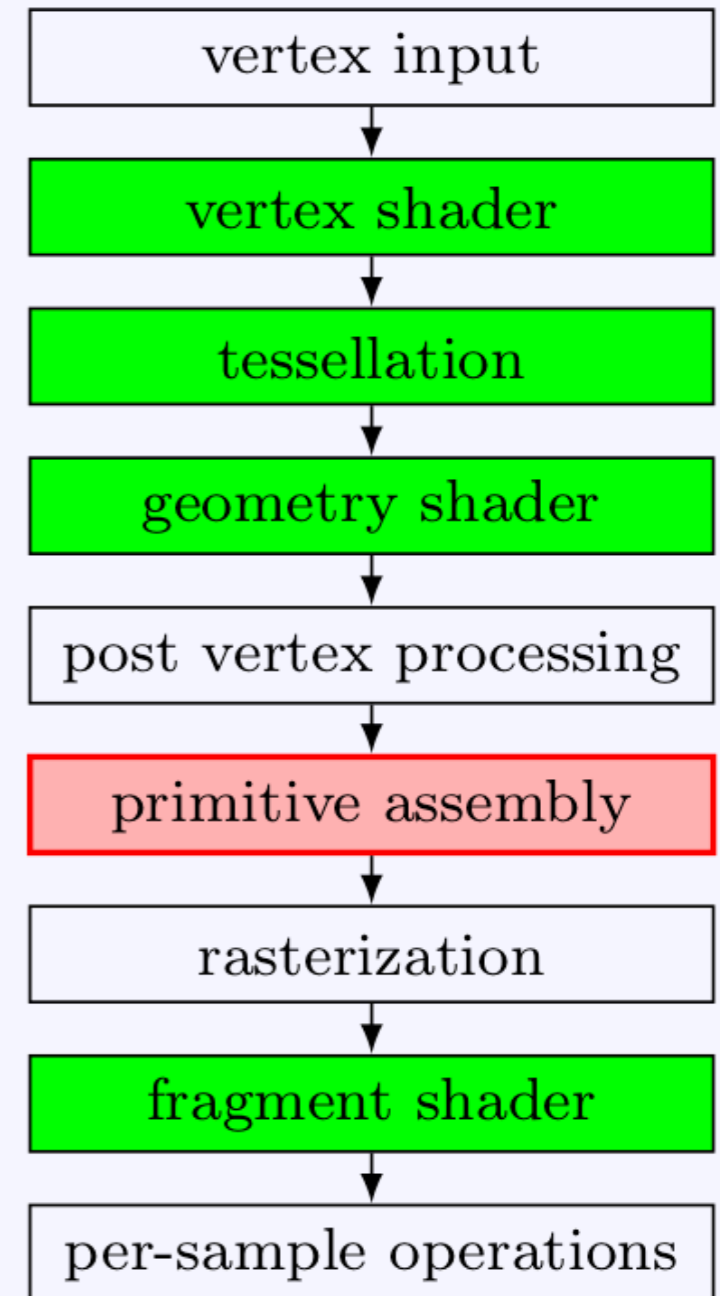 vertex input
vertex shader
tessellation
geometry shader
post vertex processing
primitive assembly
rasterization
fragment shader
per-sample operations